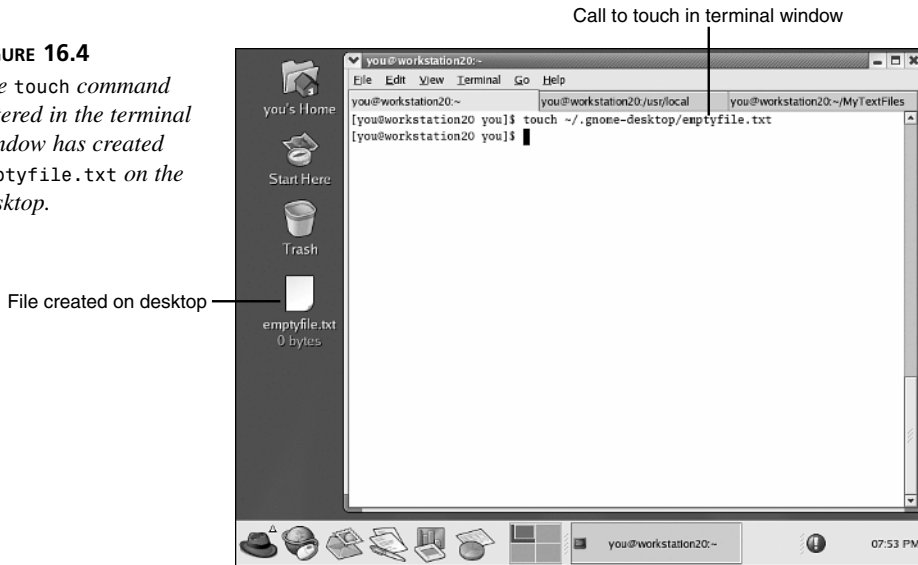 Call to touch in terminal window
GURE 16.4
e touch command
tered in the terminal
ndow has created
ptyfile.txt on the
sktop.
File created on desktop
you's Home
Start Here
Trash
emptyfile.txt
0 bytes
you@workstation20:~
File Edit View Terminal Go Help
you@workstation20:~ you@workstation20:/usr/local you@workstation20:~/MyTextFiles
[you@workstation20 you]$ touch ~/.gnome-desktop/emptyfile.txt
[you@workstation20 you]$
you@workstation20:~
07:53 PM